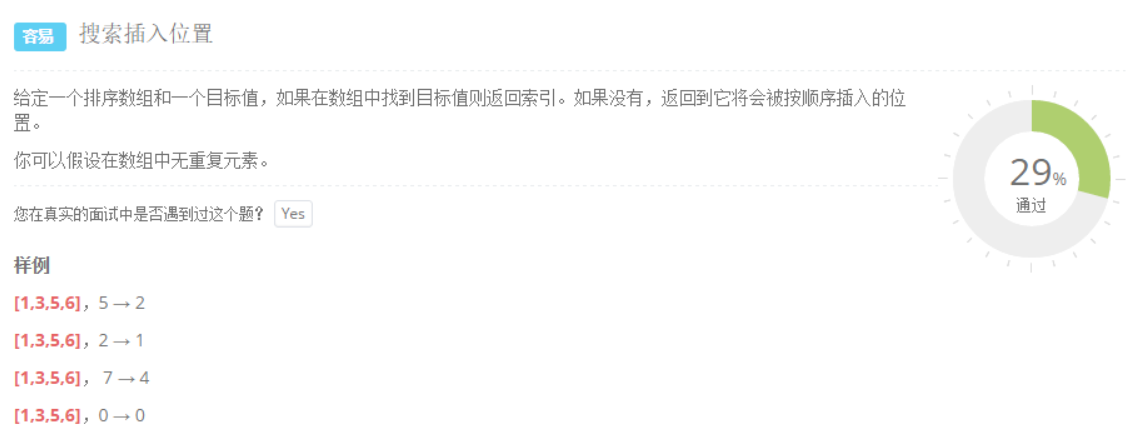 容易 搜索插入位置
给定一个排序数组和一个目标值，如果在数组中找到目标值则返回索引。如果没有，返回到它将会被按顺序插入的位
置。
你可以假设在数组中无重复元素。
29%
通过
您在真实的面试中是否遇到过这个题？ Yes
样例
[1,3,5,6]，5 → 2
[1,3,5,6]，2 → 1
[1,3,5,6]， 7 → 4
[1,3,5,6]，0 → 0